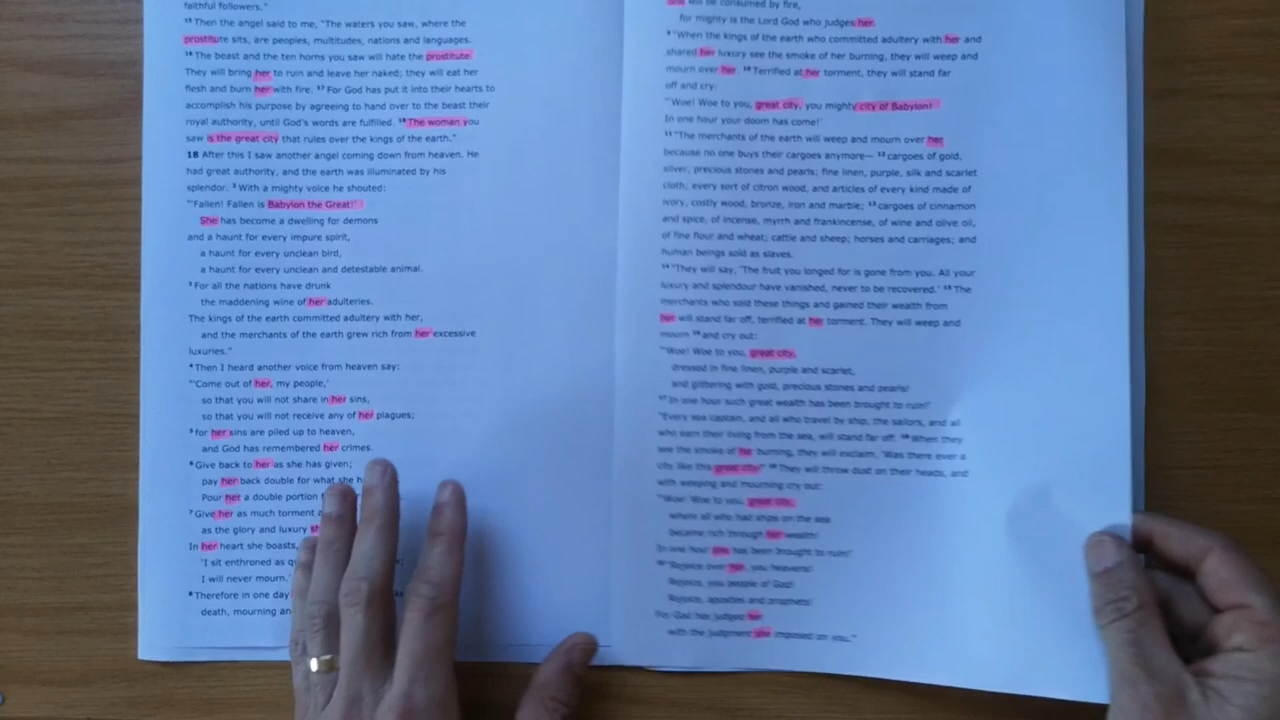 faithful followers."
15 Then the angel said to me, "The waters you saw, where the
prostitute sits, are peoples, multitudes, nations and languages.
16 The beast and the ten horns you saw will hate the prostitute.
They will bring her to ruin and leave her naked; they will eat her
flesh and burn her with fire. 17 For God has put it into their hearts to
accomplish his purpose by agreeing to hand over to the beast their
royal authority, until God's words are fulfilled. 18 The woman you
saw is the great city that rules over the kings of the earth."
18 After this I saw another angel coming down from heaven. He
had great authority, and the earth was illuminated by his
splendor. 2 With a mighty voice he shouted:
"'Fallen! Fallen is Babylon the Great!'
She has become a dwelling for demons
and a haunt for every impure spirit,
a haunt for every unclean bird,
a haunt for every unclean and detestable animal.
3 For all the nations have drunk
the maddening wine of her adulteries.
The kings of the earth committed adultery with her,
and the merchants of the earth grew rich from her excessive
luxuries."
4 Then I heard another voice from heaven say:
"'Come out of her, my people,'
so that you will not share in her sins,
so that you will not receive any of her plagues;
5 for her sins are piled up to heaven,
and God has remembered her crimes.
6 Give back to her as she has given;
pay her back double for what she
Pour her a double portion
7 Give her as much torment
as the glory and luxury
In her heart she boasts,
'I sit enthroned as
I will never mourn.'
8 Therefore in one day
death, mourning
will be consumed by fire,
for mighty is the Lord God who judges her.
9 "When the kings of the earth who committed adultery with her and
shared her luxury see the smoke of her burning, they will weep and
mourn over her. 10 Terrified at her torment, they will stand far
off and cry:
"'Woe! Woe to you, great city, you mighty city of Babylon!
In one hour your doom has come!'
11 "The merchants of the earth will weep and mourn over her
because no one buys their cargoes anymore— 12 cargoes of gold,
silver, precious stones and pearls; fine linen, purple, silk and scarlet
cloth; every sort of citron wood, and articles of every kind made of
ivory, costly wood, bronze, iron and marble; 13 cargoes of cinnamon
and spice, of incense, myrrh and frankincense, of wine and olive oil,
of fine flour and wheat; cattle and sheep; horses and carriages; and
human beings sold as slaves.
14 "They will say, 'The fruit you longed for is gone from you. All your
luxury and splendour have vanished, never to be recovered.' 15 The
merchants who sold these things and gained their wealth from
her will stand far off, terrified at her torment. They will weep and
mourn 16 and cry out:
"'Woe! Woe to you, great city,
dressed in fine linen, purple and scarlet,
and glittering with gold, precious stones and pearls!
17 In one hour such great wealth has been brought to ruin!'
"Every sea captain, and all who travel by ship, the sailors, and all
who earn their living from the sea, will stand far off. 18 When they
see the smoke of her burning, they will exclaim, 'Was there ever a
city like this great city?' 19 They will throw dust on their heads, and
with weeping and mourning cry out:
"'Woe! Woe to you, great city,
where all who had ships on the sea
became rich through her wealth!
In one hour she has been brought to ruin!'
20 "Rejoice over her, you heavens!
Rejoice, you people of God!
Rejoice, apostles and prophets!
For God has judged her
with the judgment she imposed on you."